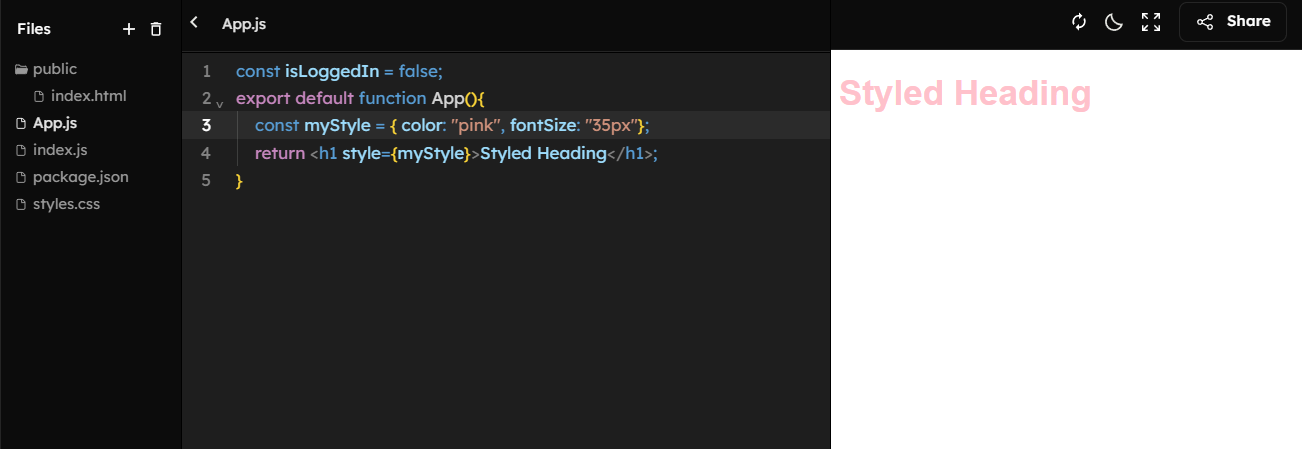 Files
public
index.html
App.js
index.js
package.json
styles.css
App.js
1 const isLoggedIn = false;
2 export default function App(){
3 const myStyle = { color: "pink", fontSize: "35px"};
4 return <h1 style={myStyle}>Styled Heading</h1>;
5 }
Share
Styled Heading